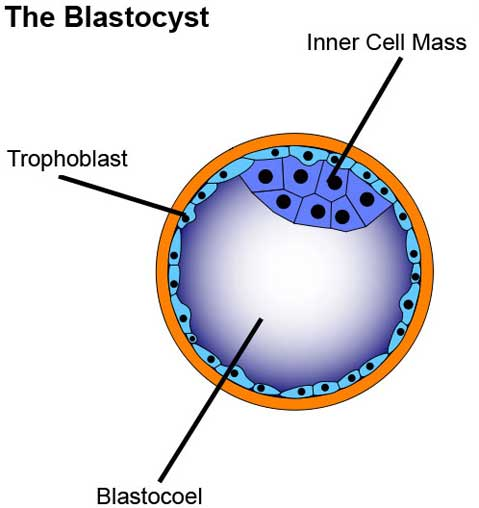 The Blastocyst
Inner Cell Mass
Trophoblast
Blastocoel